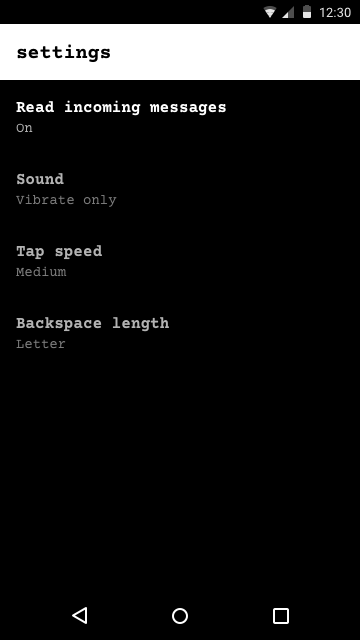 12:30
settings
Read incoming messages
On
Sound
Vibrate only
Tap speed
Medium
Backspace length
Letter